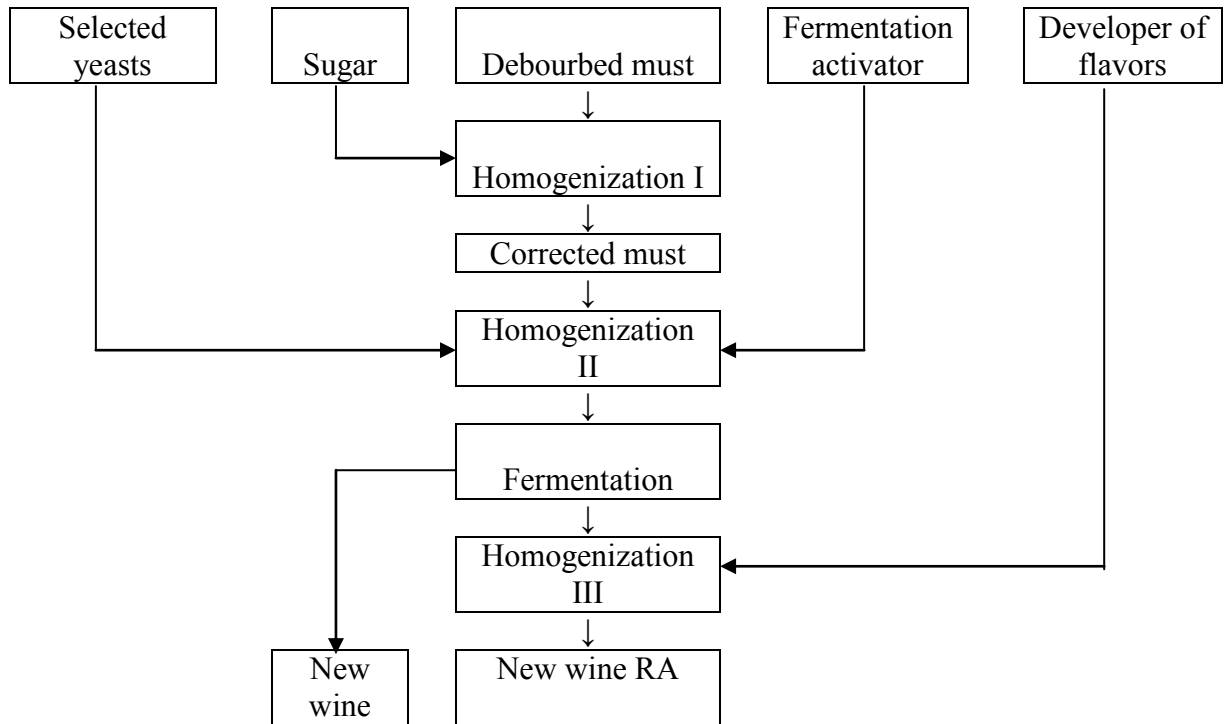 Selected
yeasts
Sugar
Debourbed must
Fermentation
activator
Developer of
flavors
↓
Homogenization I
↓
Corrected must
↓
Homogenization
II
↓
Fermentation
↓
Homogenization
III
↓
New
wine
New wine RA